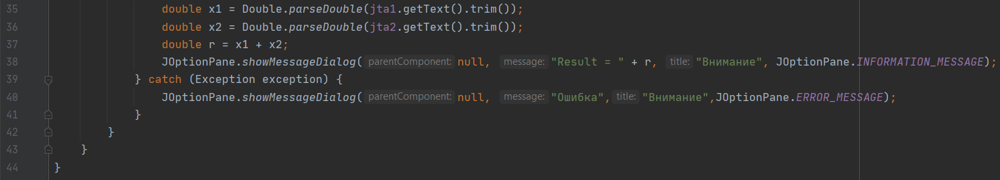 35 double x1 = Double.parseDouble(jta1.getText().trim());
36 double x2 = Double.parseDouble(jta2.getText().trim());
37 double r = x1 + x2;
38 JOptionPane.showMessageDialog( parentComponent: null, message: "Result = " + r, title: "Внимание", JOptionPane.INFORMATION_MESSAGE);
39 } catch (Exception exception) {
40 JOptionPane.showMessageDialog( parentComponent: null, message: "Ошибка", title: "Внимание",JOptionPane.ERROR_MESSAGE);
41 }
42 }
43 }
44 }